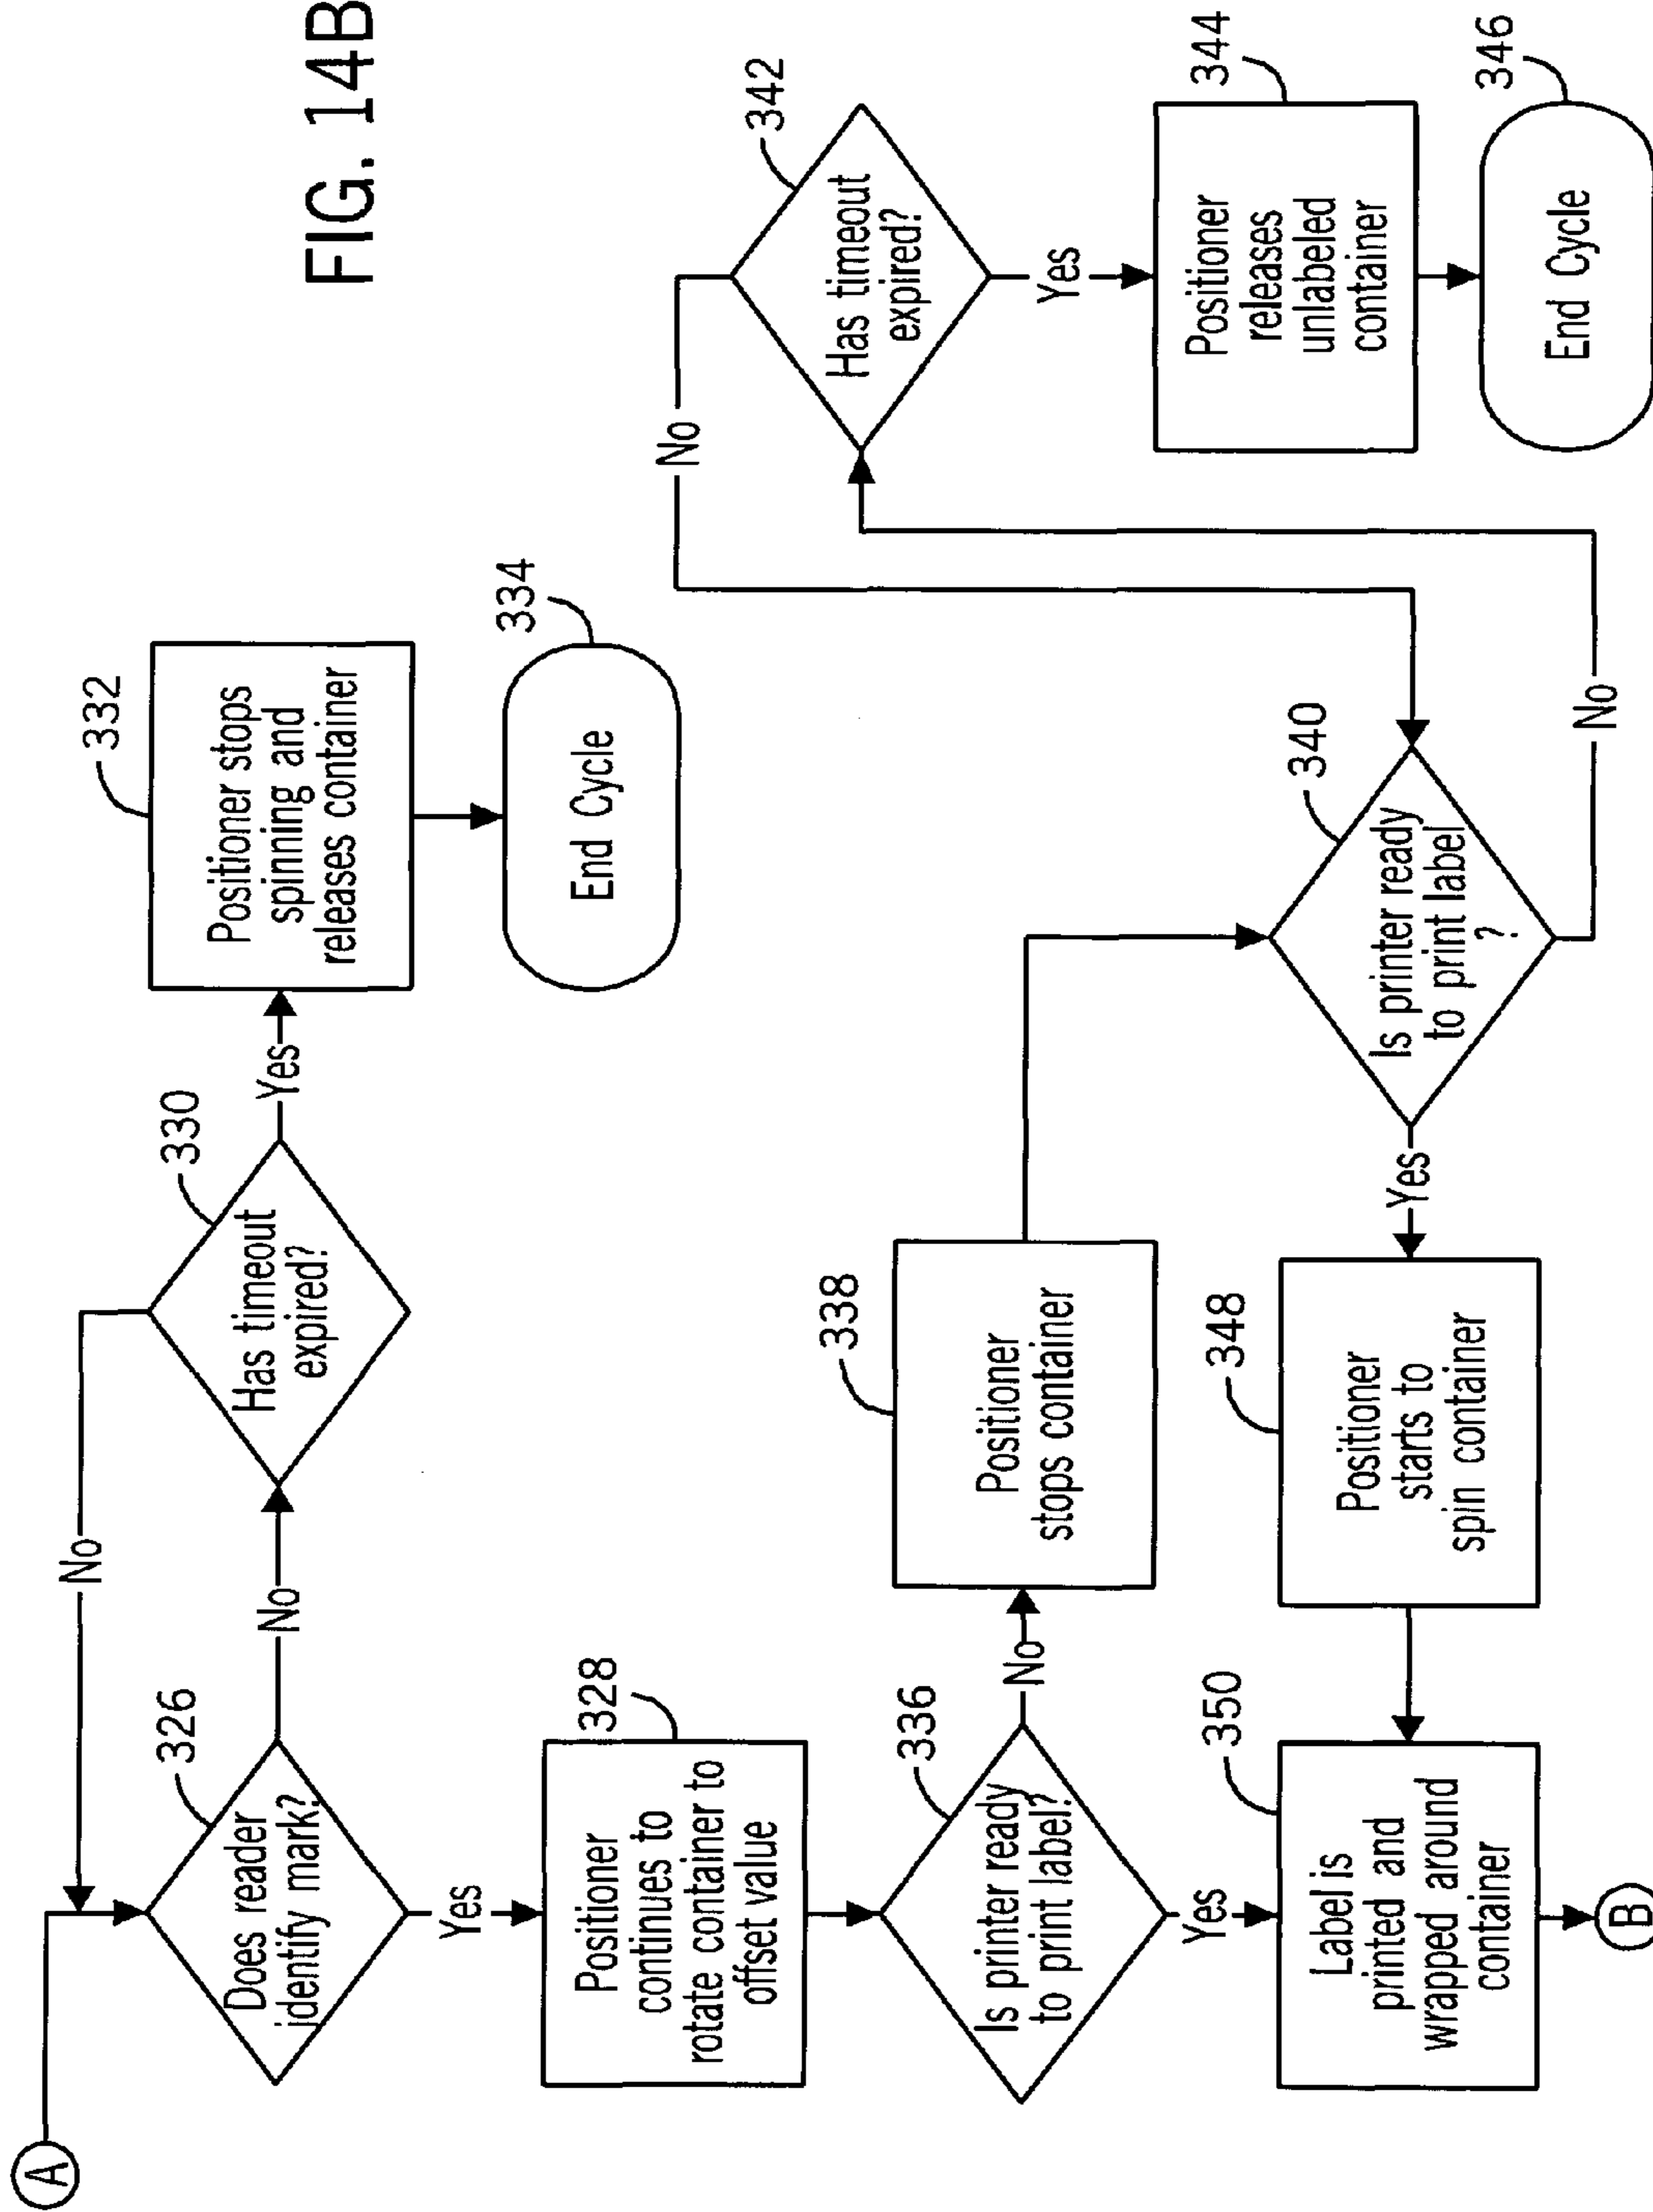 FIG. 14B
A
326
Does reader
identify mark?
No
No
330
Has timeout
expired?
Yes
332
Positioner stops
spinning and
releases container
334
End Cycle
Yes
328
Positioner
continues to
rotate container to
offset value
336
Is printer ready
to print label?
No
338
Positioner
stops container
340
Is printer ready
to print label
?
No
No
342
Has timeout
expired?
Yes
344
Positioner
releases
unlabeled
container
346
End Cycle
Yes
348
Positioner
starts to
spin container
Yes
350
Label is
printed and
wrapped around
container
B